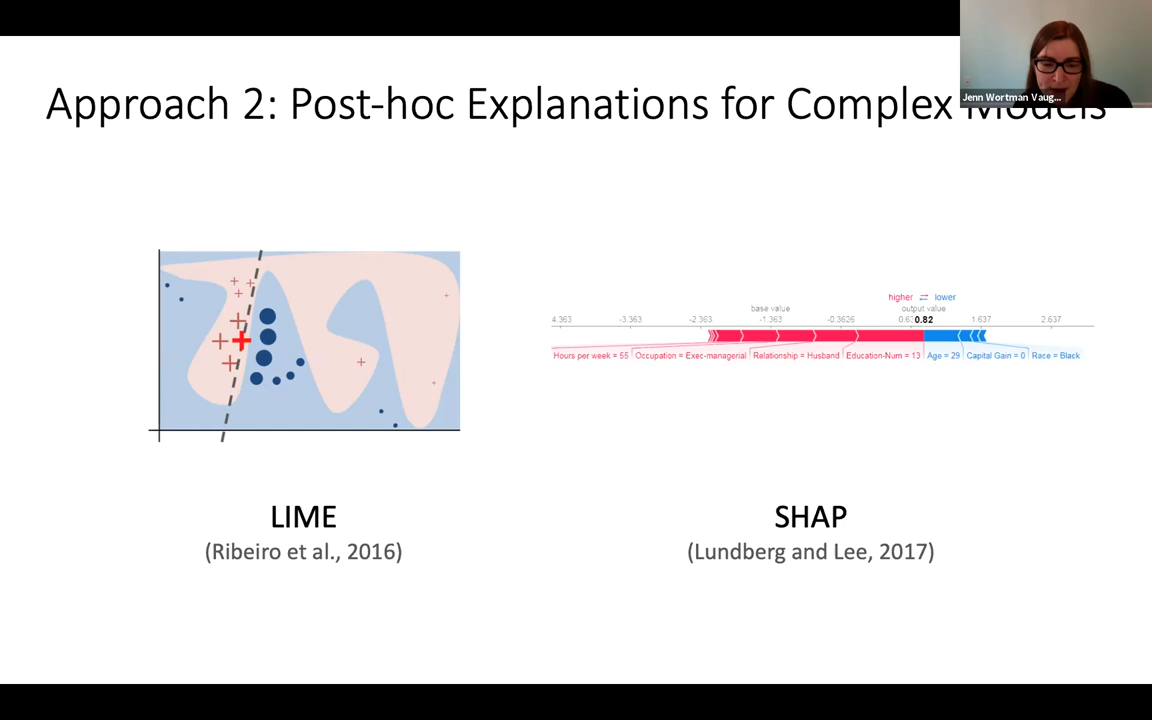 Jenn Wortman Vaug...
Approach 2: Post-hoc Explanations for Complex Models
higher lower
base value output value
4.363 -3.363 -2.363 -1.363 -0.3626 0.82 1.637 2.637
Hours per week = 55 Occupation = Exec-managerial Relationship = Husband Education-Num = 13 Age = 29 Capital Gain = 0 Race = Black
LIME
(Ribeiro et al., 2016)
SHAP
(Lundberg and Lee, 2017)